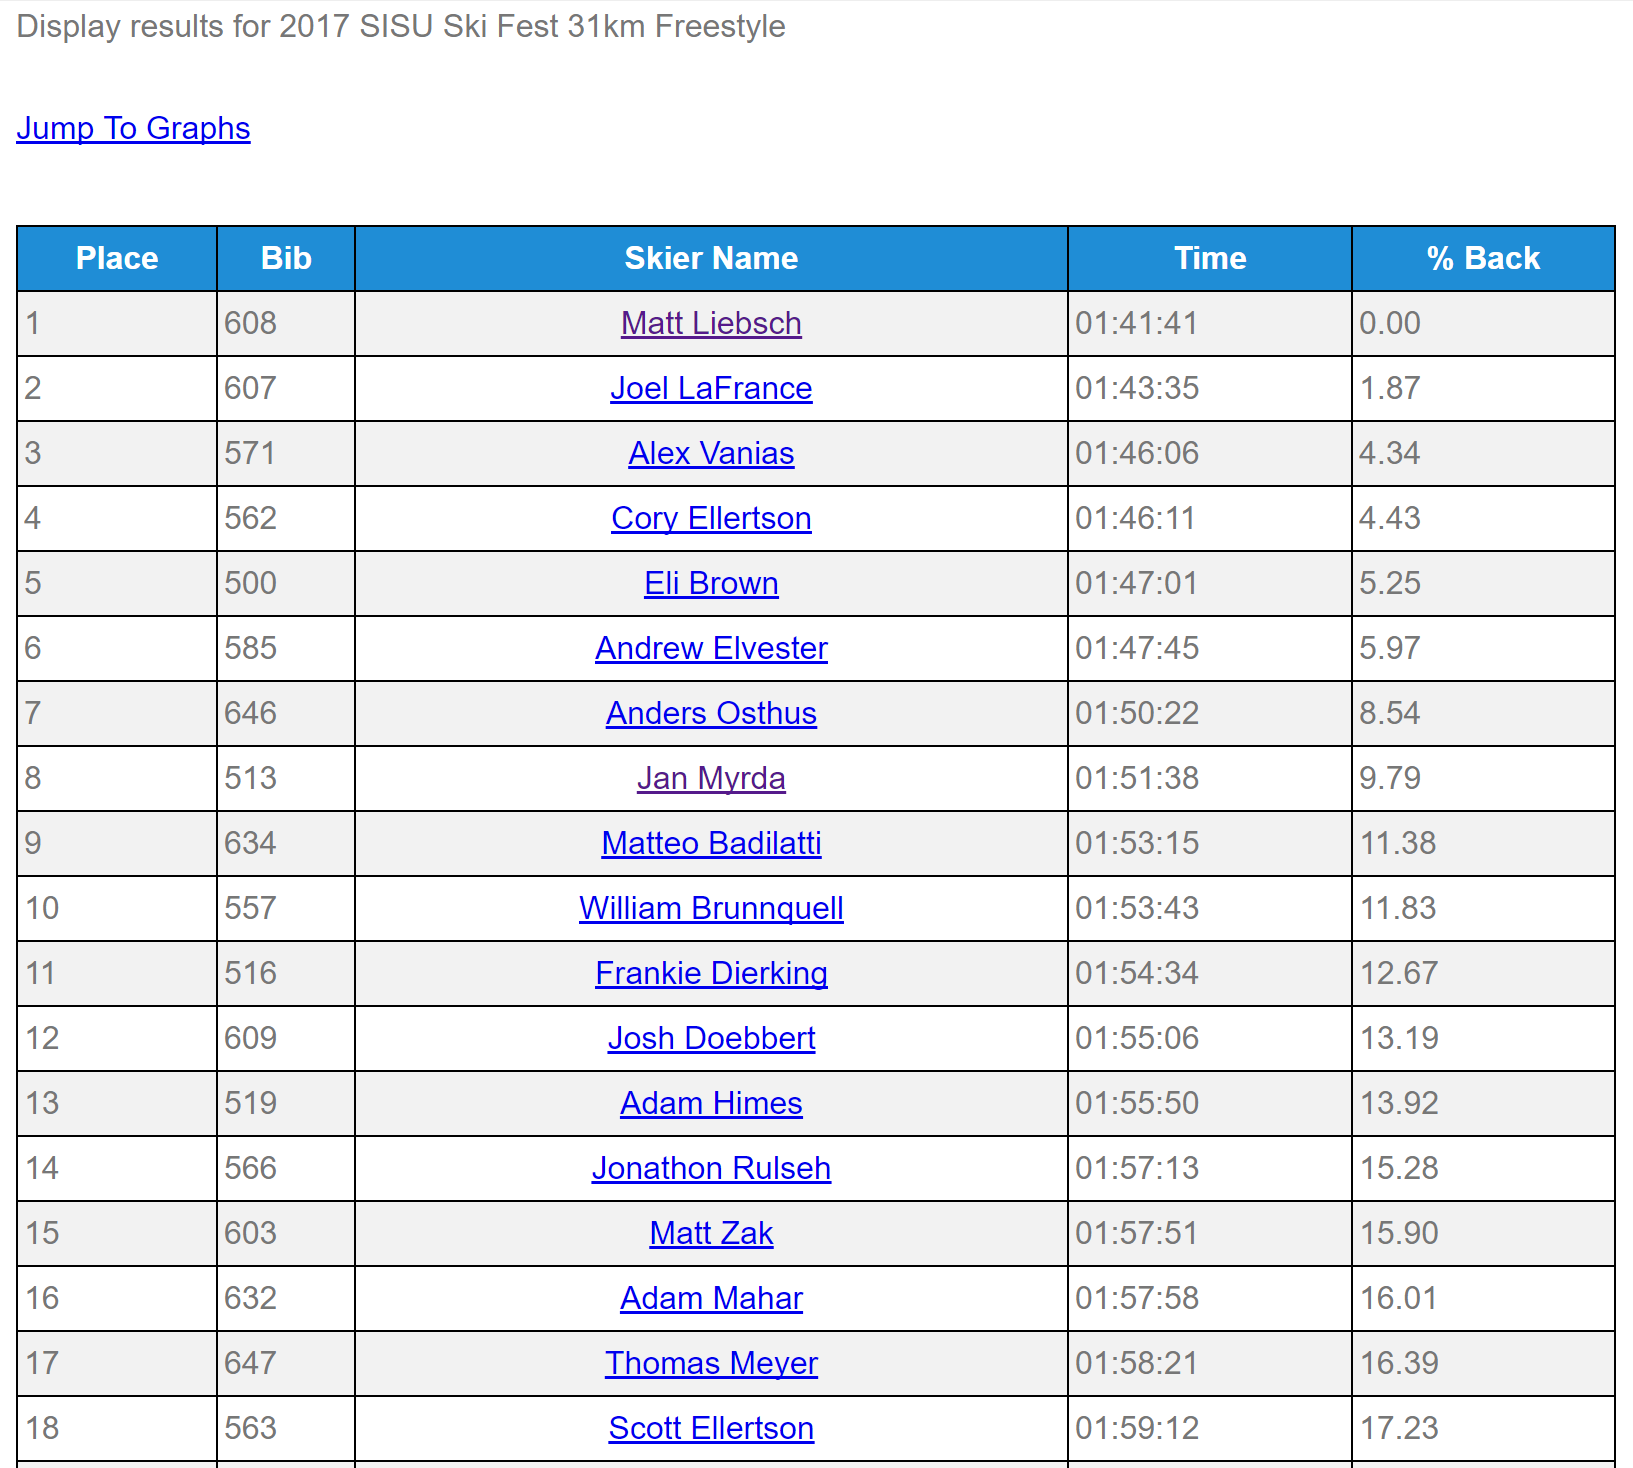 Display results for 2017 SISU Ski Fest 31km Freestyle
Jump To Graphs
Place Bib Skier Name Time % Back
1 608 Matt Liebsch 01:41:41 0.00
2 607 Joel LaFrance 01:43:35 1.87
3 571 Alex Vanias 01:46:06 4.34
4 562 Cory Ellertson 01:46:11 4.43
5 500 Eli Brown 01:47:01 5.25
6 585 Andrew Elvester 01:47:45 5.97
7 646 Anders Osthus 01:50:22 8.54
8 513 Jan Myrda 01:51:38 9.79
9 634 Matteo Badilatti 01:53:15 11.38
10 557 William Brunnquell 01:53:43 11.83
11 516 Frankie Dierking 01:54:34 12.67
12 609 Josh Doebbert 01:55:06 13.19
13 519 Adam Himes 01:55:50 13.92
14 566 Jonathon Rulseh 01:57:13 15.28
15 603 Matt Zak 01:57:51 15.90
16 632 Adam Mahar 01:57:58 16.01
17 647 Thomas Meyer 01:58:21 16.39
18 563 Scott Ellertson 01:59:12 17.23